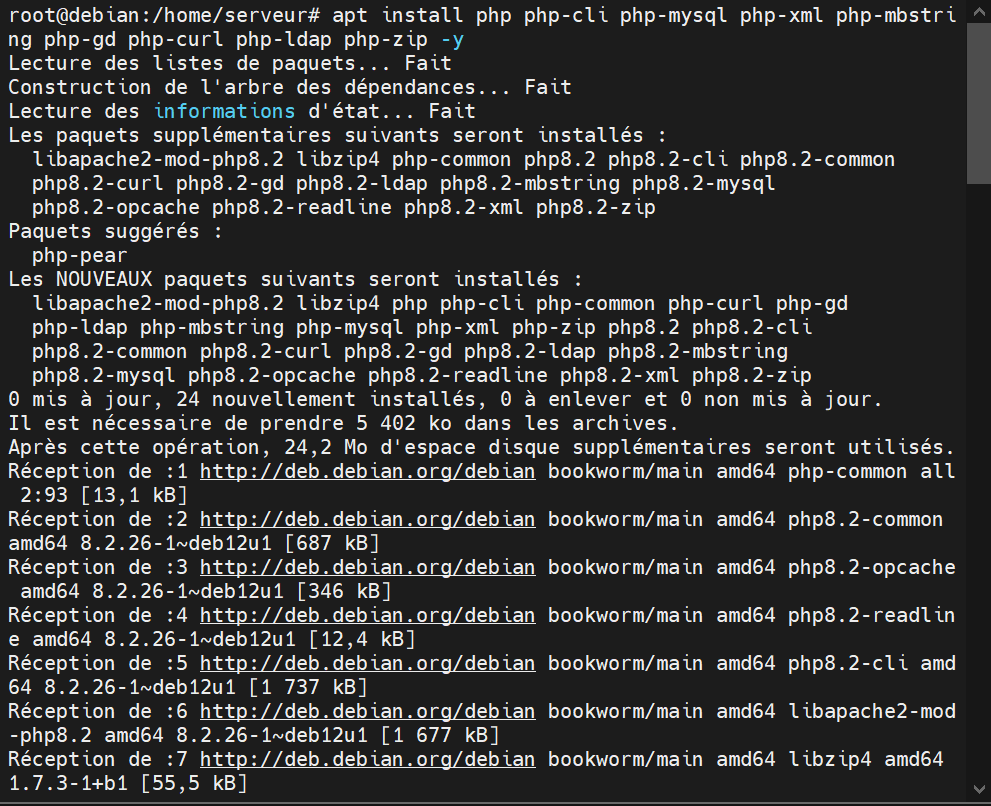 root@debian:/home/serveur# apt install php php-cli php-mysql php-xml php-mbstri
ng php-gd php-curl php-ldap php-zip -y
Lecture des listes de paquets... Fait
Construction de l'arbre des dépendances... Fait
Lecture des informations d'état... Fait
Les paquets supplémentaires suivants seront installés :
  libapache2-mod-php8.2 libzip4 php-common php8.2 php8.2-cli php8.2-common
  php8.2-curl php8.2-gd php8.2-ldap php8.2-mbstring php8.2-mysql
  php8.2-opcache php8.2-readline php8.2-xml php8.2-zip
Paquets suggérés :
  php-pear
Les NOUVEAUX paquets suivants seront installés :
  libapache2-mod-php8.2 libzip4 php php-cli php-common php-curl php-gd
  php-ldap php-mbstring php-mysql php-xml php-zip php8.2 php8.2-cli
  php8.2-common php8.2-curl php8.2-gd php8.2-ldap php8.2-mbstring
  php8.2-mysql php8.2-opcache php8.2-readline php8.2-xml php8.2-zip
0 mis à jour, 24 nouvellement installés, 0 à enlever et 0 non mis à jour.
Il est nécessaire de prendre 5 402 ko dans les archives.
Après cette opération, 24,2 Mo d'espace disque supplémentaires seront utilisés.
Réception de :1 http://deb.debian.org/debian bookworm/main amd64 php-common all
 2:93 [13,1 kB]
Réception de :2 http://deb.debian.org/debian bookworm/main amd64 php8.2-common
amd64 8.2.26-1~deb12u1 [687 kB]
Réception de :3 http://deb.debian.org/debian bookworm/main amd64 php8.2-opcache
 amd64 8.2.26-1~deb12u1 [346 kB]
Réception de :4 http://deb.debian.org/debian bookworm/main amd64 php8.2-readlin
e amd64 8.2.26-1~deb12u1 [12,4 kB]
Réception de :5 http://deb.debian.org/debian bookworm/main amd64 php8.2-cli amd
64 8.2.26-1~deb12u1 [1 737 kB]
Réception de :6 http://deb.debian.org/debian bookworm/main amd64 libapache2-mod
-php8.2 amd64 8.2.26-1~deb12u1 [1 677 kB]
Réception de :7 http://deb.debian.org/debian bookworm/main amd64 libzip4 amd64
1.7.3-1+b1 [55,5 kB]